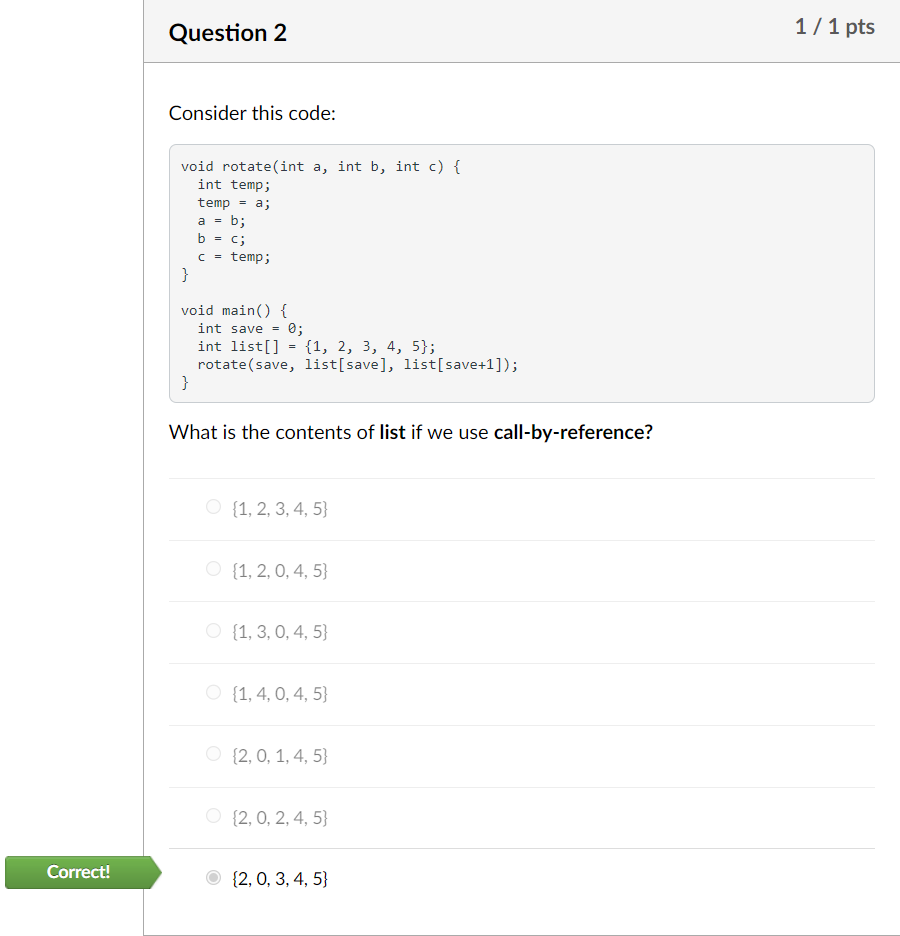 Question 2
1 / 1 pts
Consider this code:
void rotate(int a, int b, int c) {
  int temp;
  temp = a;
  a = b;
  b = c;
  c = temp;
}
void main() {
  int save = 0;
  int list[] = {1, 2, 3, 4, 5};
  rotate(save, list[save], list[save+1]);
}
What is the contents of list if we use call-by-reference?
{1, 2, 3, 4, 5}
{1, 2, 0, 4, 5}
{1, 3, 0, 4, 5}
{1, 4, 0, 4, 5}
{2, 0, 1, 4, 5}
{2, 0, 2, 4, 5}
Correct!
{2, 0, 3, 4, 5}